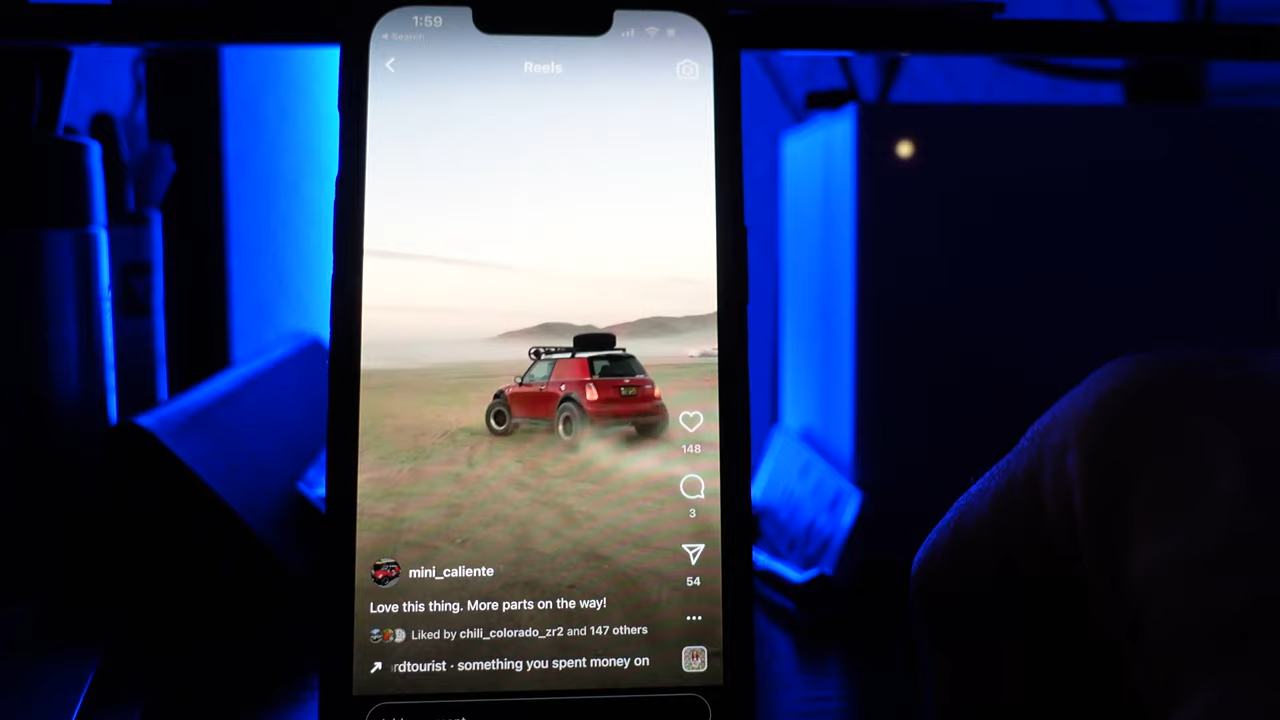 1:59
Search
Reels
148
3
54
mini_caliente
Love this thing. More parts on the way!
Liked by chili_colorado_zr2 and 147 others
rdtourist · something you spent money on